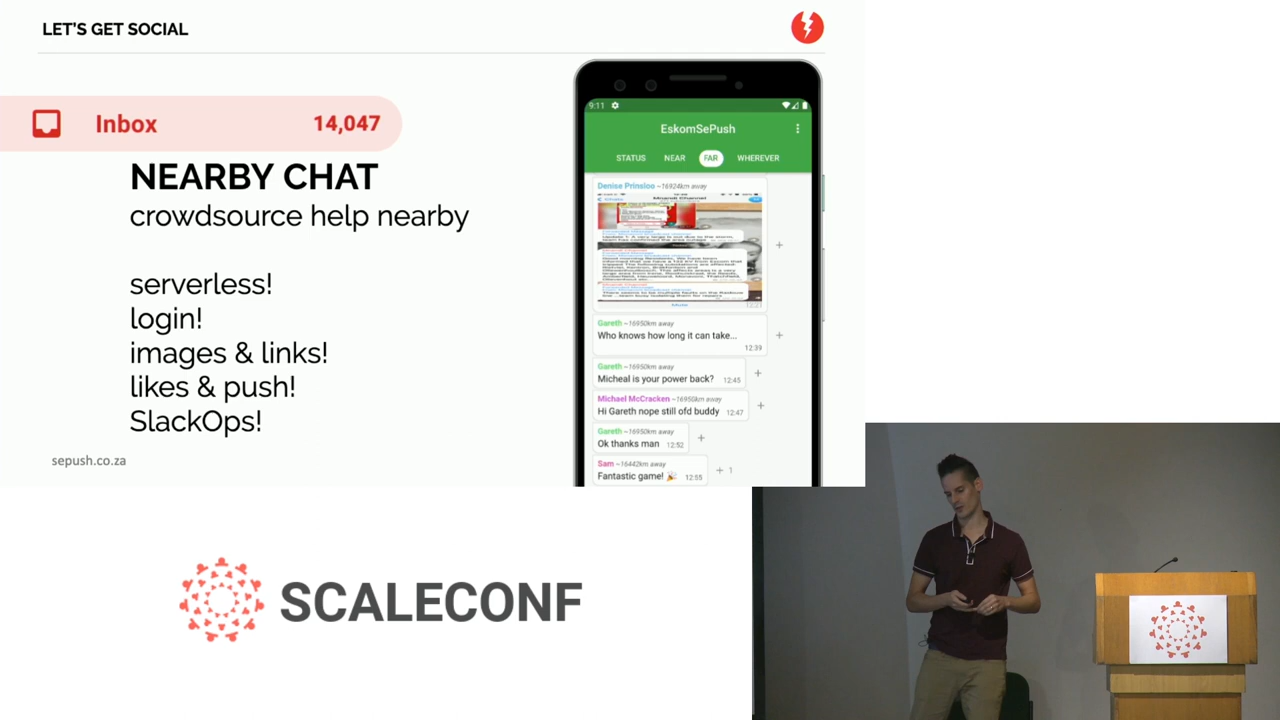 LET'S GET SOCIAL
Inbox 14,047
NEARBY CHAT
crowdsource help nearby
serverless!
login!
images & links!
likes & push!
SlackOps!
sepush.co.za
9:11
EskomSePush
STATUS NEAR FAR WHEREVER
Denise Prinsloo ~16924km away
Gareth ~16950km away
Who knows how long it can take...
12:39
Gareth ~16950km away
Micheal is your power back? 12:45
Michael McCracken ~16950km away
Hi Gareth nope still ofd buddy 12:47
Gareth ~16950km away
Ok thanks man 12:52
Sam ~16442km away
Fantastic game! 🎉 12:55
+ 1
SCALECONF